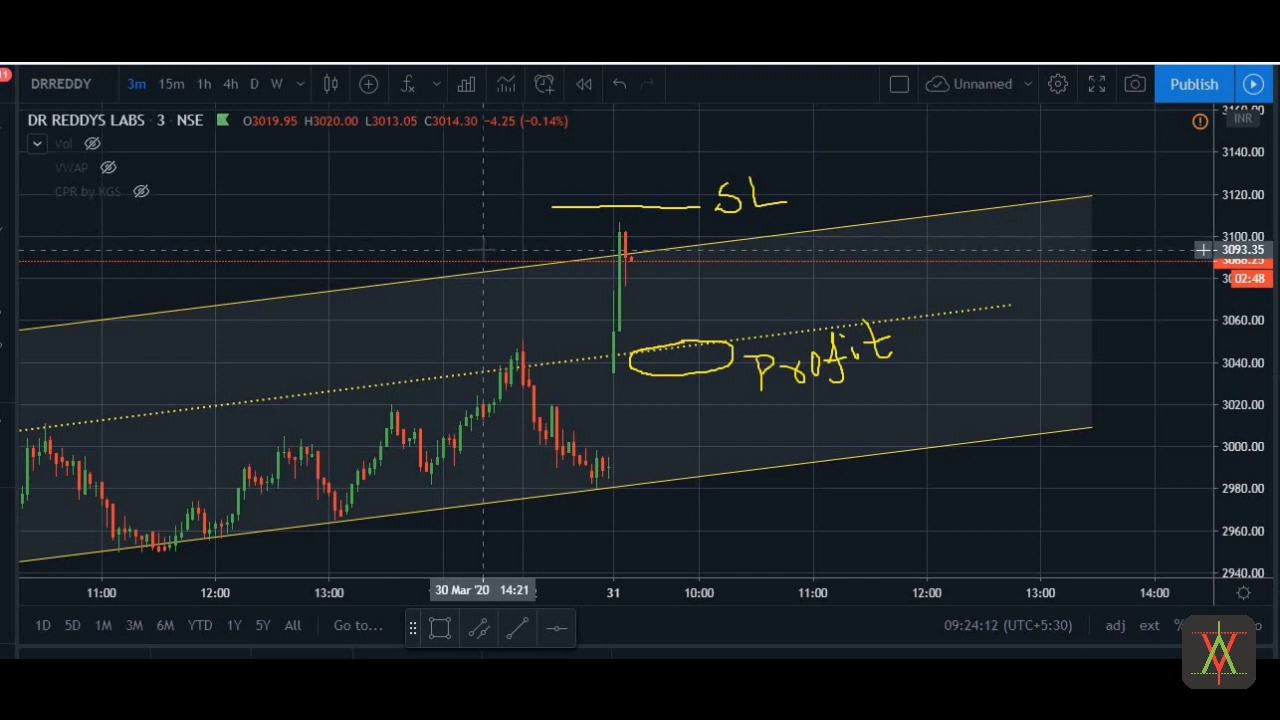 11
DRREDDY 3m 15m 1h 4h D W Unnamed Publish
DR REDDYS LABS · 3 · NSE O3019.95 H3020.00 L3013.05 C3014.30 −4.25 (−0.14%)
INR
Vol
VWAP
CPR by KGS
3140.00
3120.00
SL
3100.00
3093.35
3088.25
02:48
3060.00
3040.00
Profit
3020.00
3000.00
2980.00
2960.00
2940.00
11:00 12:00 13:00 30 Mar '20 14:21 31 10:00 11:00 12:00 13:00 14:00
1D 5D 1M 3M 6M YTD 1Y 5Y All Go to... 09:24:12 (UTC+5:30) adj ext %